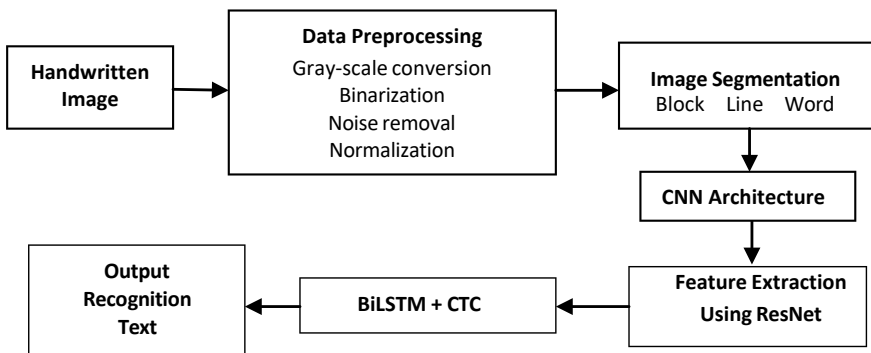 Handwritten
Image
Data Preprocessing
Gray-scale conversion
Binarization
Noise removal
Normalization
Image Segmentation
Block Line Word
CNN Architecture
Feature Extraction
Using ResNet
BiLSTM + CTC
Output
Recognition
Text